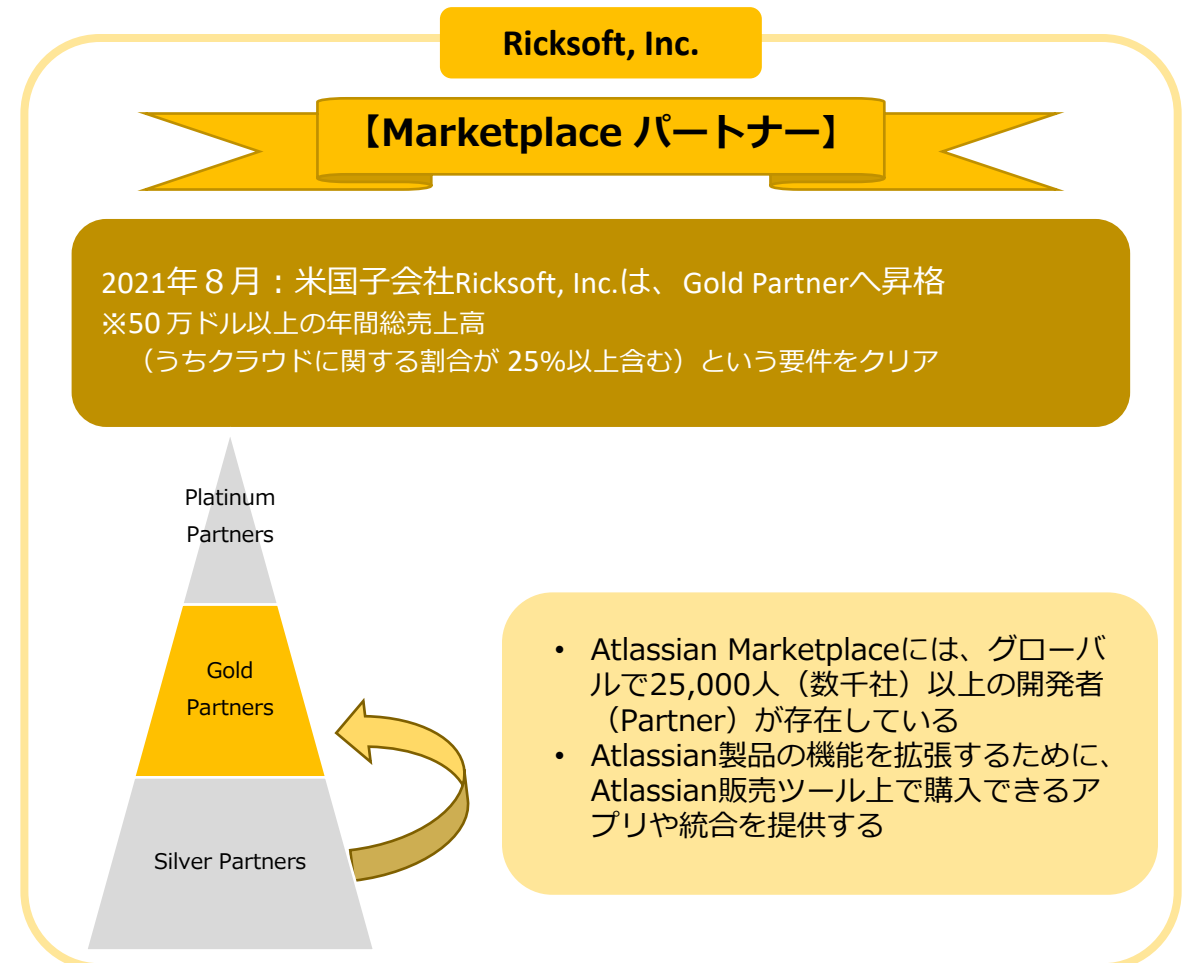 Ricksoft, Inc.
【Marketplace パートナー】
2021年８月：米国子会社Ricksoft, Inc.は、Gold Partnerへ昇格
※50 万ドル以上の年間総売上高
（うちクラウドに関する割合が 25%以上含む）という要件をクリア
Platinum
Partners
Gold
Partners
Silver Partners
• Atlassian Marketplaceには、グローバ
ルで25,000人（数千社）以上の開発者
（Partner）が存在している
• Atlassian製品の機能を拡張するために、
Atlassian販売ツール上で購入できるア
プリや統合を提供する